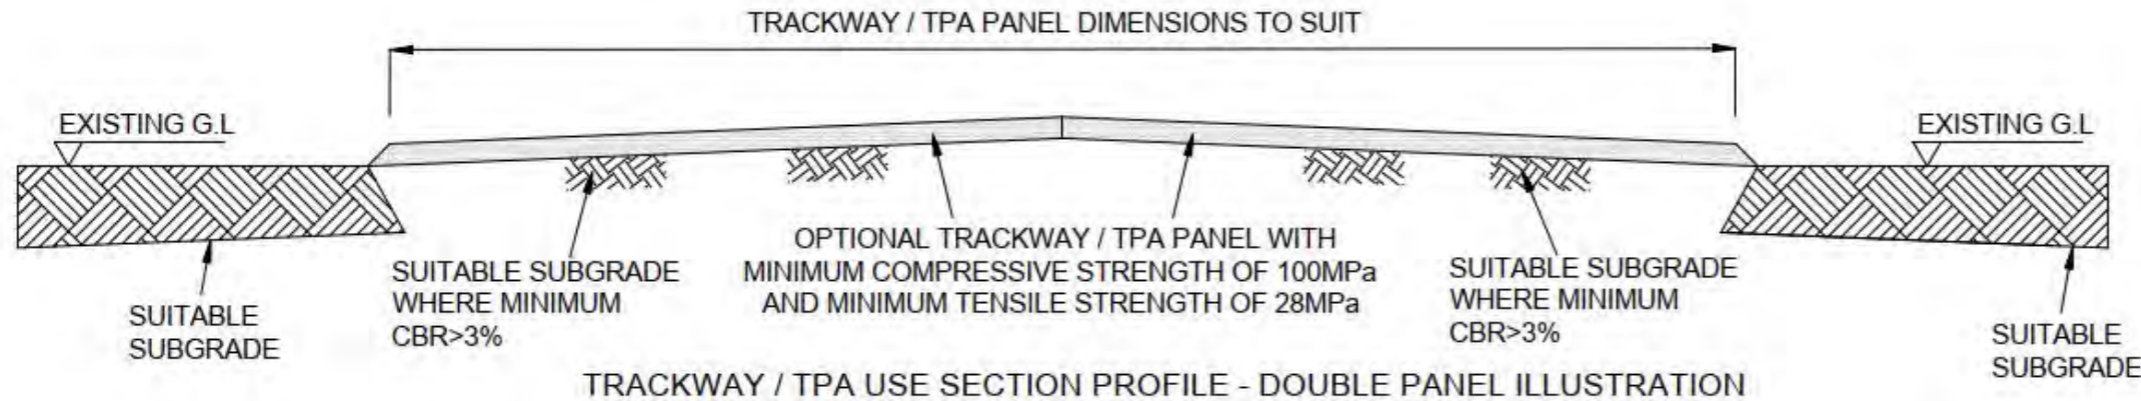 TRACKWAY / TPA PANEL DIMENSIONS TO SUIT
EXISTING G.L
EXISTING G.L
OPTIONAL TRACKWAY / TPA PANEL WITH
MINIMUM COMPRESSIVE STRENGTH OF 100MPa
AND MINIMUM TENSILE STRENGTH OF 28MPa
SUITABLE SUBGRADE
WHERE MINIMUM
CBR>3%
SUITABLE SUBGRADE
WHERE MINIMUM
CBR>3%
SUITABLE
SUBGRADE
SUITABLE
SUBGRADE
TRACKWAY / TPA USE SECTION PROFILE - DOUBLE PANEL ILLUSTRATION